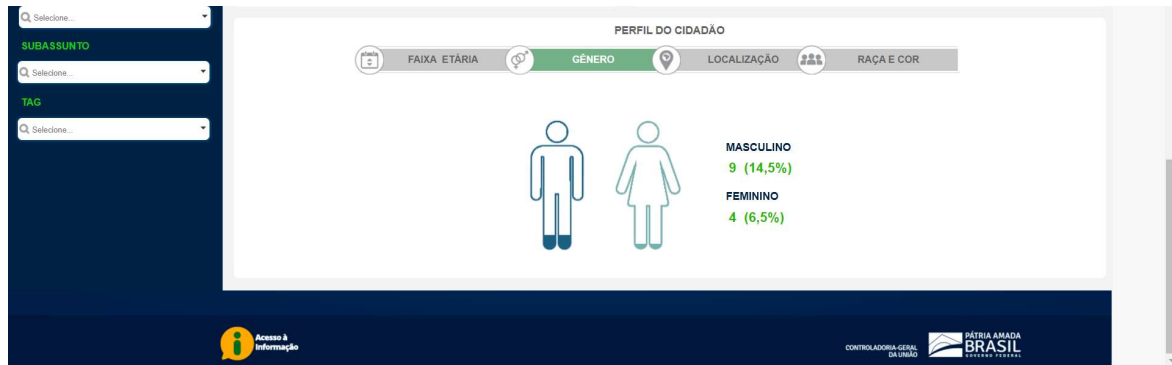 Selecione...
SUBASSUNTO
Selecione...
TAG
Selecione...
PERFIL DO CIDADÃO
FAIXA ETÁRIA
GÊNERO
LOCALIZAÇÃO
RAÇA E COR
MASCULINO
9 (14,5%)
FEMININO
4 (6,5%)
Acesso à
Informação
CONTROLADORIA-GERAL
DA UNIÃO
PÁTRIA AMADA
BRASIL
GOVERNO FEDERAL